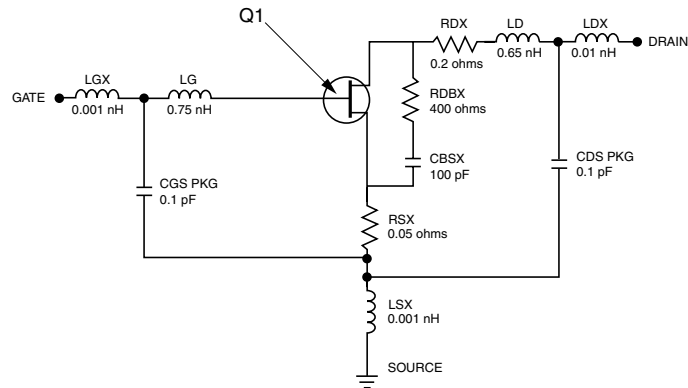 Q1
RDX
0.2 ohms
LD
0.65 nH
LDX
0.01 nH
DRAIN
GATE
LGX
0.001 nH
LG
0.75 nH
RDBX
400 ohms
CBSX
100 pF
CGS PKG
0.1 pF
CDS PKG
0.1 pF
RSX
0.05 ohms
LSX
0.001 nH
SOURCE